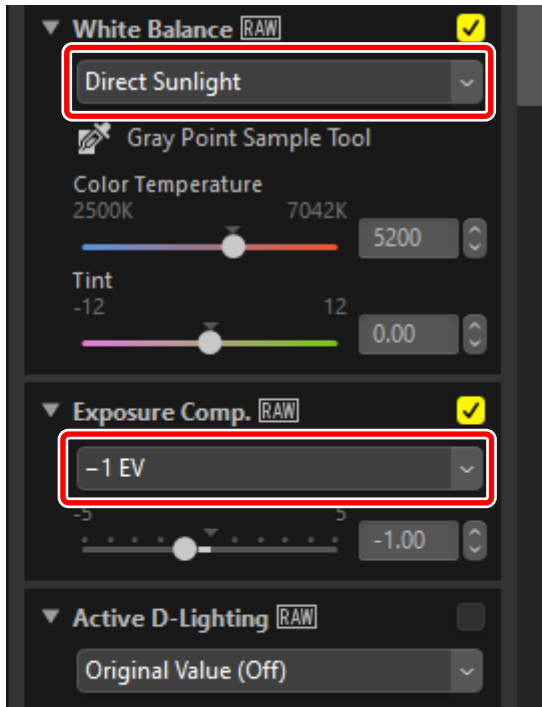 White Balance RAW
Direct Sunlight
Gray Point Sample Tool
Color Temperature
2500K 7042K
5200
Tint
-12 12
0.00
Exposure Comp. RAW
−1 EV
-5 5
-1.00
Active D-Lighting RAW
Original Value (Off)